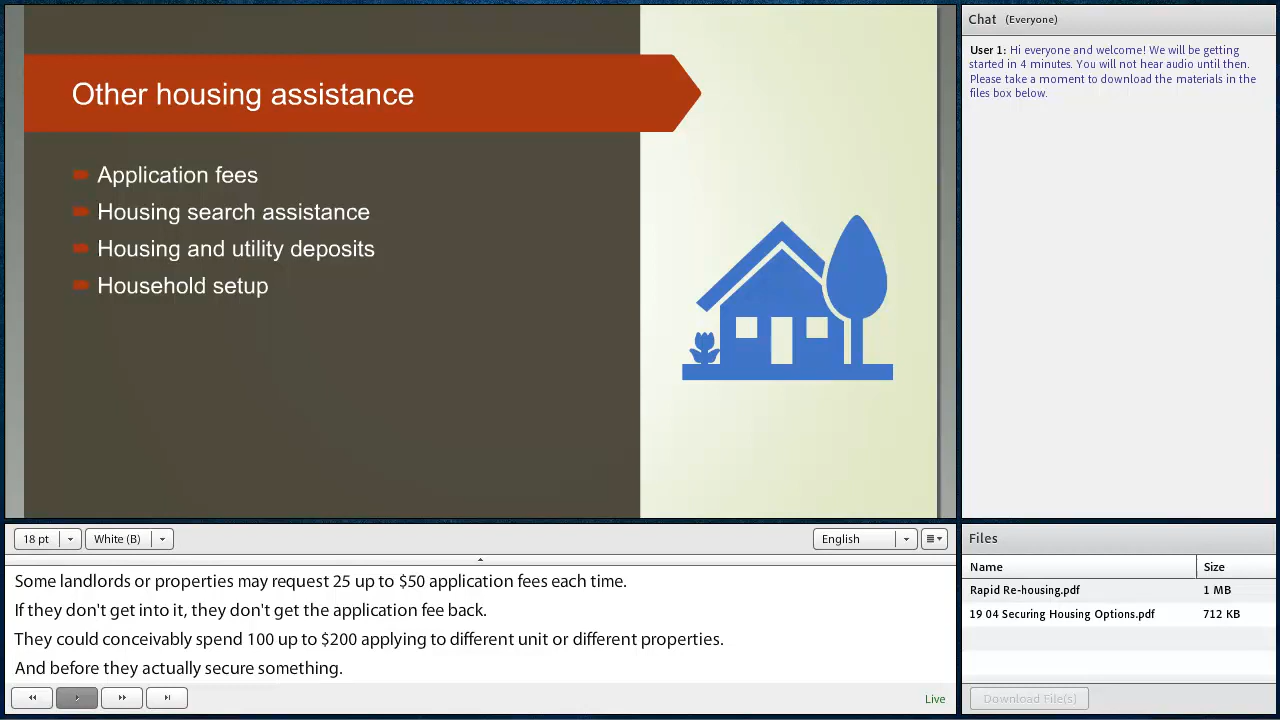 Other housing assistance
Application fees
Housing search assistance
Housing and utility deposits
Household setup
Chat (Everyone)
User 1: Hi everyone and welcome! We will be getting
started in 4 minutes. You will not hear audio until then.
Please take a moment to download the materials in the
files box below.
18 pt
White (B)
English
Some landlords or properties may request 25 up to $50 application fees each time.
If they don't get into it, they don't get the application fee back.
They could conceivably spend 100 up to $200 applying to different unit or different properties.
And before they actually secure something.
Live
Files
Name Size
Rapid Re-housing.pdf 1 MB
19 04 Securing Housing Options.pdf 712 KB
Download File(s)